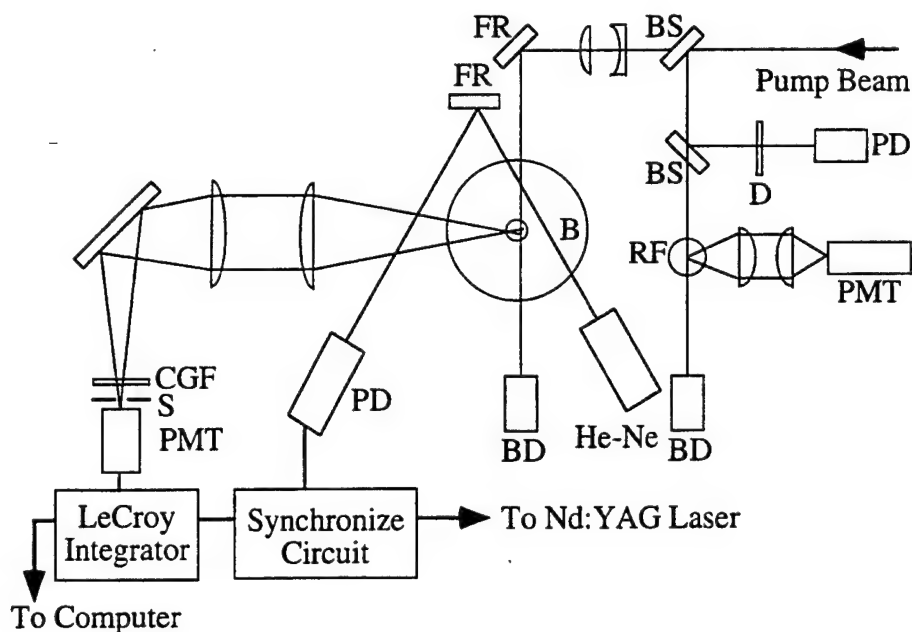 FR
BS
FR
Pump Beam
PD
BS
D
B
RF
PMT
CGF
S
PD
PMT
BD
He-Ne
BD
LeCroy
Integrator
Synchronize
Circuit
To Nd:YAG Laser
To Computer